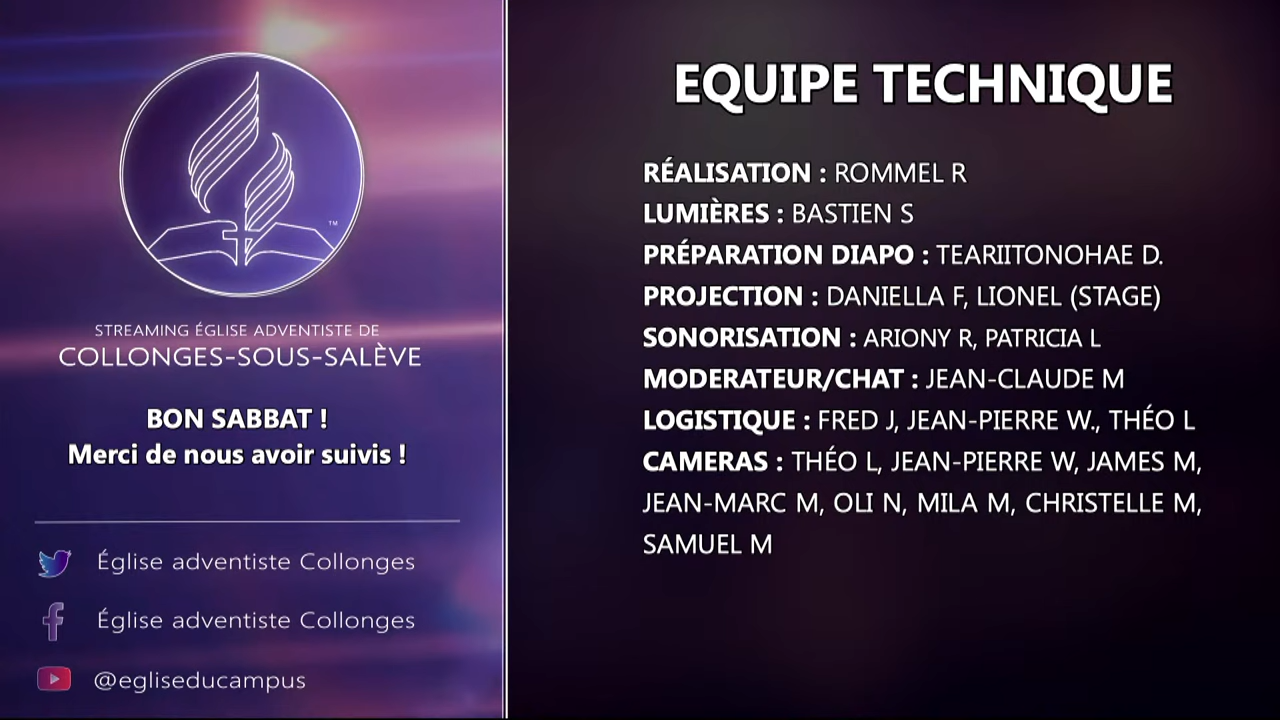 TM
STREAMING ÉGLISE ADVENTISTE DE
COLLONGES-SOUS-SALÈVE
BON SABBAT !
Merci de nous avoir suivis !
Église adventiste Collonges
Église adventiste Collonges
@egliseducampus
EQUIPE TECHNIQUE
RÉALISATION : ROMMEL R
LUMIÈRES : BASTIEN S
PRÉPARATION DIAPO : TEARIITONOHAE D.
PROJECTION : DANIELLA F, LIONEL (STAGE)
SONORISATION : ARIONY R, PATRICIA L
MODERATEUR/CHAT : JEAN-CLAUDE M
LOGISTIQUE : FRED J, JEAN-PIERRE W., THÉO L
CAMERAS : THÉO L, JEAN-PIERRE W, JAMES M,
JEAN-MARC M, OLI N, MILA M, CHRISTELLE M,
SAMUEL M